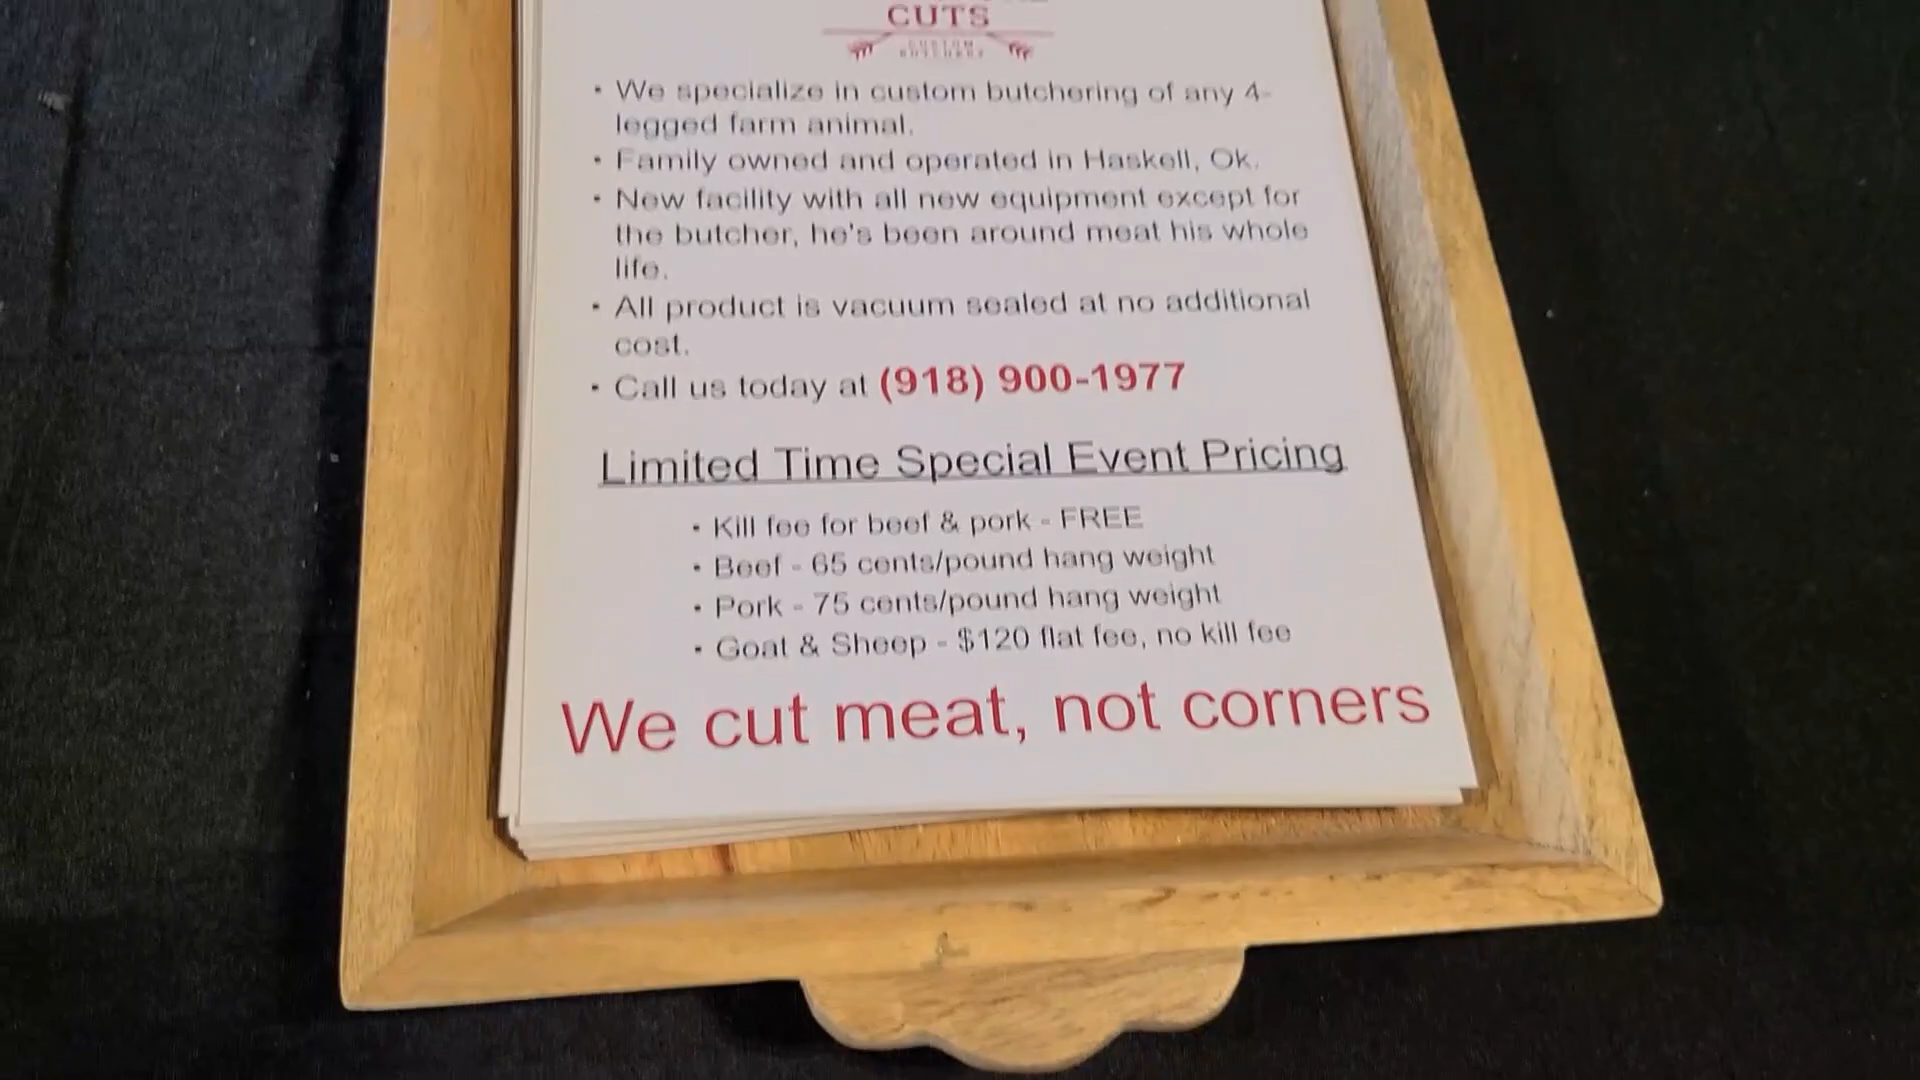 CUTS
CUSTOM
BUTCHERY
• We specialize in custom butchering of any 4-
legged farm animal.
• Family owned and operated in Haskell, Ok.
• New facility with all new equipment except for
the butcher, he's been around meat his whole
life.
• All product is vacuum sealed at no additional
cost.
• Call us today at (918) 900-1977
Limited Time Special Event Pricing
• Kill fee for beef & pork - FREE
• Beef - 65 cents/pound hang weight
• Pork - 75 cents/pound hang weight
• Goat & Sheep - $120 flat fee, no kill fee
We cut meat, not corners